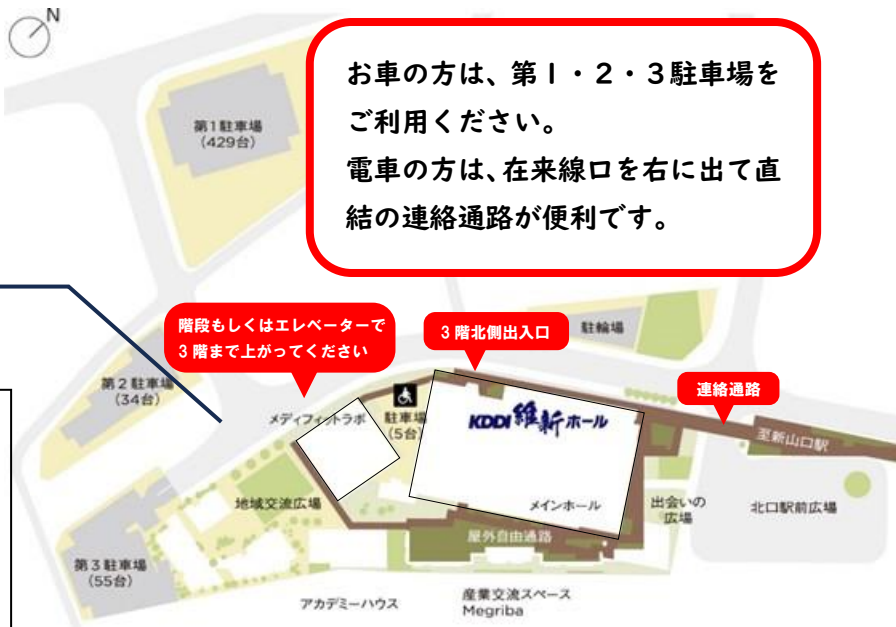 N
お車の方は、第1・2・3駐車場を
ご利用ください。
電車の方は、在来線口を右に出て直
結の連絡通路が便利です。
第1駐車場
(429台)
階段もしくはエレベーターで
3階まで上がってください
3階北側出入口
駐輪場
連絡通路
第2駐車場
(34台)
メディフィットラボ
駐車場
(5台)
KDDI維新ホール
至新山口駅
地域交流広場
メインホール
出会いの
広場
北口駅前広場
屋外自由通路
第3駐車場
(55台)
アカデミーハウス
産業交流スペース
Megriba